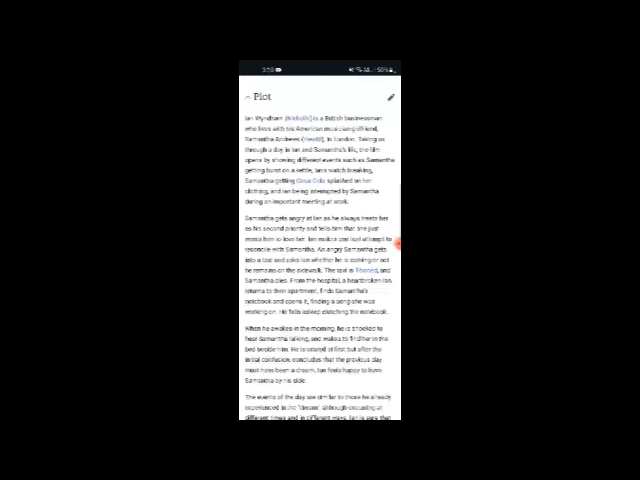 50%
Plot
Ian Wyndham (Nicholls) is a British businessman
who lives with his American musician girlfriend,
Samantha Andrews (Hewitt), in London. Taking us
through a day in Ian and Samantha's life, the film
opens by showing different events such as Samantha
getting burnt on a kettle, Ian's watch breaking,
Samantha getting Coca-Cola splashed on her
clothing, and Ian being interrupted by Samantha
during an important meeting at work.
Samantha gets angry at Ian as he always treats her
as his second priority and tells him that she just
wants him to love her. Ian makes one last attempt to
reconcile with Samantha. An angry Samantha gets
into a taxi and asks Ian whether he is coming or not
he remains on the sidewalk. The taxi is T-boned, and
Samantha dies. From the hospital, a heartbroken Ian
returns to their apartment, finds Samantha's
notebook and opens it, finding a song she was
working on. He falls asleep clutching the notebook.
When he awakes in the morning, he is shocked to
hear Samantha talking, and wakes to find her in the
bed beside him. He is scared at first but after the
initial confusion, concludes that the previous day
must have been a dream. Ian feels happy to have
Samantha by his side.
The events of the day are similar to those he already
experienced in the "dream", although occurring at
different times and in different ways. Ian is sure that